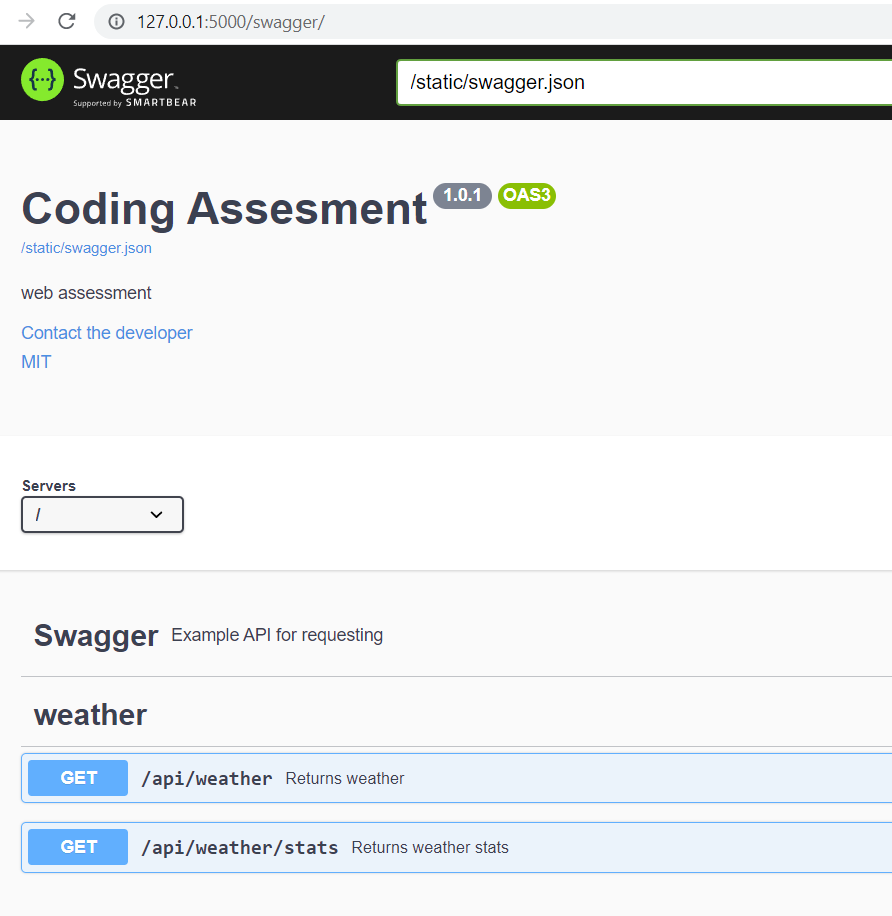 127.0.0.1:5000/swagger/
{···} Swagger
Supported by SMARTBEAR
/static/swagger.json
Coding Assesment 1.0.1 OAS3
/static/swagger.json
web assessment
Contact the developer
MIT
Servers
/
Swagger Example API for requesting
weather
GET /api/weather Returns weather
GET /api/weather/stats Returns weather stats